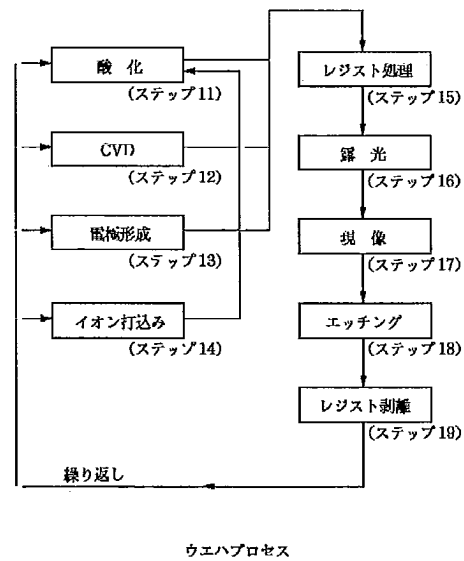 酸化
(ステップ11)
CVD
(ステップ12)
電極形成
(ステップ13)
イオン打込み
(ステップ14)
レジスト処理
(ステップ15)
露光
(ステップ16)
現像
(ステップ17)
エッチング
(ステップ18)
レジスト剥離
(ステップ19)
繰り返し
ウエハプロセス